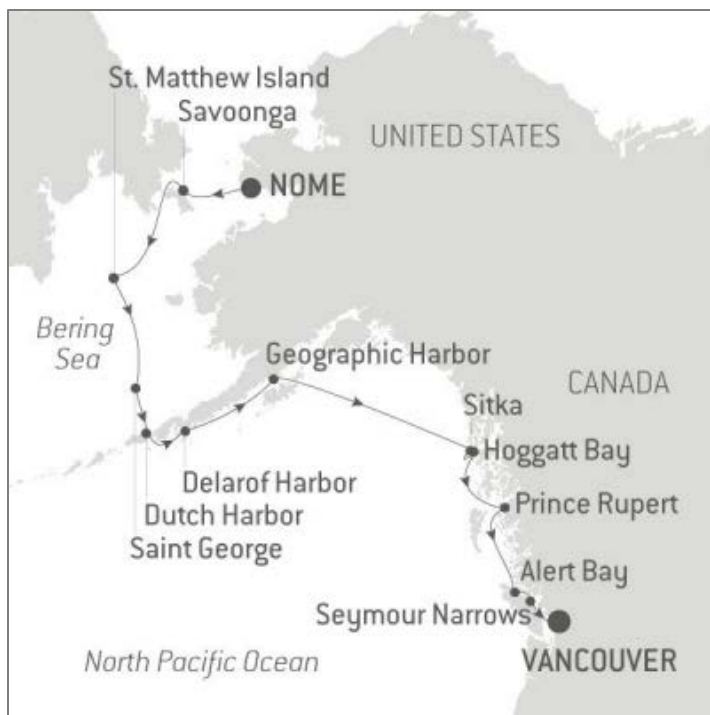 St. Matthew Island
Savoonga
UNITED STATES
NOME
Bering
Sea
Geographic Harbor
CANADA
Sitka
Hoggatt Bay
Delarof Harbor
Prince Rupert
Dutch Harbor
Saint George
Alert Bay
Seymour Narrows
North Pacific Ocean
VANCOUVER